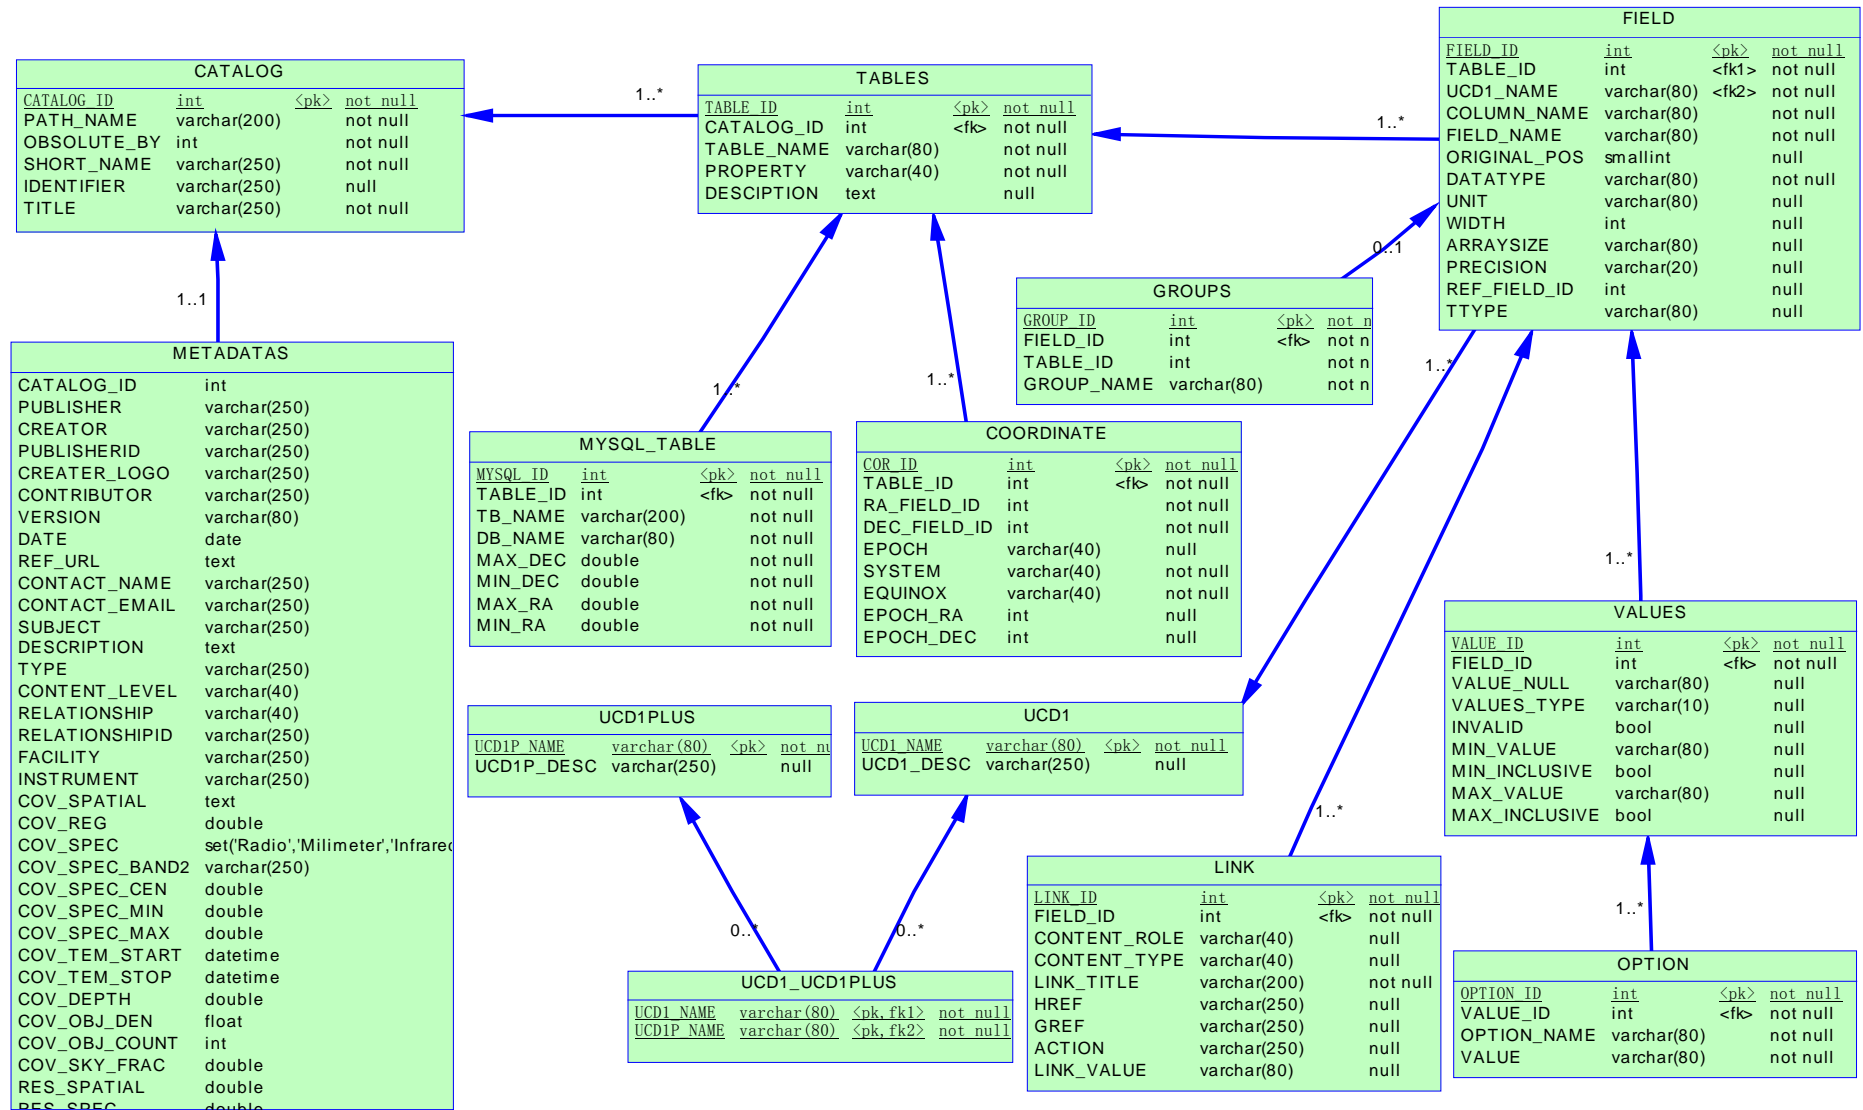 CATALOG
CATALOG_ID int <pk> not null
PATH_NAME varchar(200) not null
OBSOLUTE_BY int not null
SHORT_NAME varchar(250) not null
IDENTIFIER varchar(250) null
TITLE varchar(250) not null
1..*
TABLES
TABLE_ID int <pk> not null
CATALOG_ID int <fk> not null
TABLE_NAME varchar(80) not null
PROPERTY varchar(40) not null
DESCIPTION text null
1..*
FIELD
FIELD_ID int <pk> not null
TABLE_ID int <fk1> not null
UCD1_NAME varchar(80) <fk2> not null
COLUMN_NAME varchar(80) not null
FIELD_NAME varchar(80) not null
ORIGINAL_POS smallint null
DATATYPE varchar(80) not null
UNIT varchar(80) null
WIDTH int null
ARRAYSIZE varchar(80) null
PRECISION varchar(20) null
REF_FIELD_ID int null
TTYPE varchar(80) null
0..1
GROUPS
GROUP_ID int <pk> not n
FIELD_ID int <fk> not n
TABLE_ID int not n
GROUP_NAME varchar(80) not n
1..1
METADATAS
CATALOG_ID int
PUBLISHER varchar(250)
CREATOR varchar(250)
PUBLISHERID varchar(250)
CREATER_LOGO varchar(250)
CONTRIBUTOR varchar(250)
VERSION varchar(80)
DATE date
REF_URL text
CONTACT_NAME varchar(250)
CONTACT_EMAIL varchar(250)
SUBJECT varchar(250)
DESCRIPTION text
TYPE varchar(250)
CONTENT_LEVEL varchar(40)
RELATIONSHIP varchar(40)
RELATIONSHIPID varchar(250)
FACILITY varchar(250)
INSTRUMENT varchar(250)
COV_SPATIAL text
COV_REG double
COV_SPEC set('Radio','Milimeter','Infrared
COV_SPEC_BAND2 varchar(250)
COV_SPEC_CEN double
COV_SPEC_MIN double
COV_SPEC_MAX double
COV_TEM_START datetime
COV_TEM_STOP datetime
COV_DEPTH double
COV_OBJ_DEN float
COV_OBJ_COUNT int
COV_SKY_FRAC double
RES_SPATIAL double
RES_SPEC double
1..*
MYSQL_TABLE
MYSQL_ID int <pk> not null
TABLE_ID int <fk> not null
TB_NAME varchar(200) not null
DB_NAME varchar(80) not null
MAX_DEC double not null
MIN_DEC double not null
MAX_RA double not null
MIN_RA double not null
1..*
COORDINATE
COR_ID int <pk> not null
TABLE_ID int <fk> not null
RA_FIELD_ID int not null
DEC_FIELD_ID int not null
EPOCH varchar(40) null
SYSTEM varchar(40) not null
EQUINOX varchar(40) not null
EPOCH_RA int null
EPOCH_DEC int null
1..*
1..*
VALUES
VALUE_ID int <pk> not null
FIELD_ID int <fk> not null
VALUE_NULL varchar(80) null
VALUES_TYPE varchar(10) null
INVALID bool null
MIN_VALUE varchar(80) null
MIN_INCLUSIVE bool null
MAX_VALUE varchar(80) null
MAX_INCLUSIVE bool null
UCD1PLUS
UCD1P_NAME varchar(80) <pk> not nu
UCD1P_DESC varchar(250) null
UCD1
UCD1_NAME varchar(80) <pk> not null
UCD1_DESC varchar(250) null
0..*
0..*
UCD1_UCD1PLUS
UCD1_NAME varchar(80) <pk,fk1> not null
UCD1P_NAME varchar(80) <pk,fk2> not null
1..*
LINK
LINK_ID int <pk> not null
FIELD_ID int <fk> not null
CONTENT_ROLE varchar(40) null
CONTENT_TYPE varchar(40) null
LINK_TITLE varchar(200) not null
HREF varchar(250) null
GREF varchar(250) null
ACTION varchar(250) null
LINK_VALUE varchar(80) null
1..*
OPTION
OPTION_ID int <pk> not null
VALUE_ID int <fk> not null
OPTION_NAME varchar(80) not null
VALUE varchar(80) not null